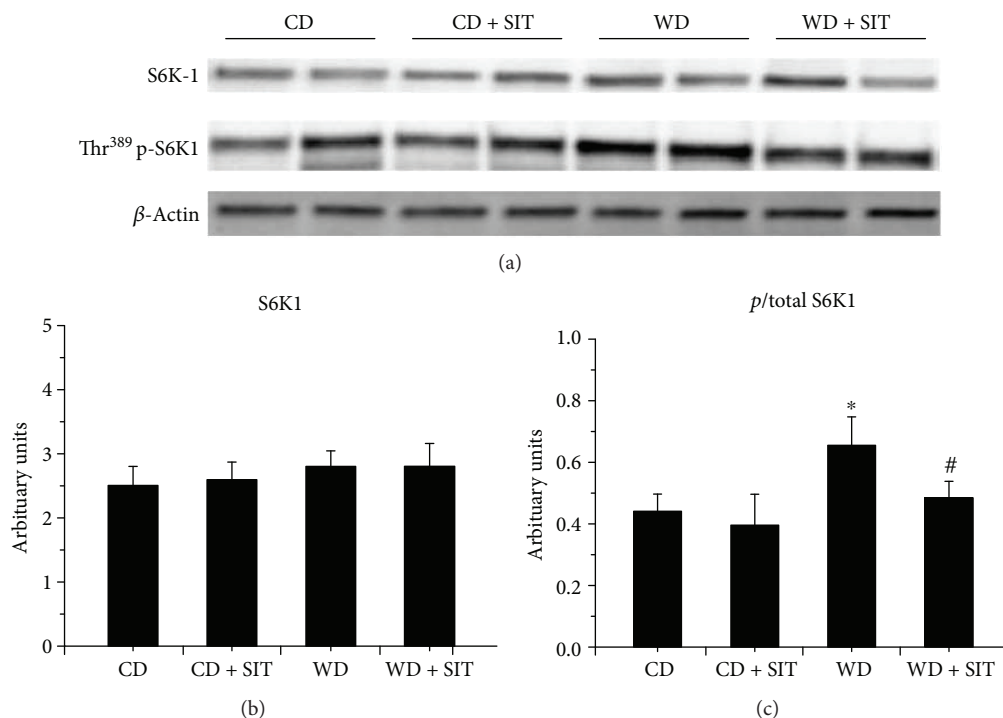 CD CD + SIT WD WD + SIT
S6K-1
Thr³⁸⁹ p-S6K1
β-Actin
(a)
S6K1
5
4
3
2
1
0
Arbituary units
CD CD + SIT WD WD + SIT
(b)
p/total S6K1
1.0
0.8
0.6
0.4
0.2
0.0
Arbituary units
*
#
CD CD + SIT WD WD + SIT
(c)